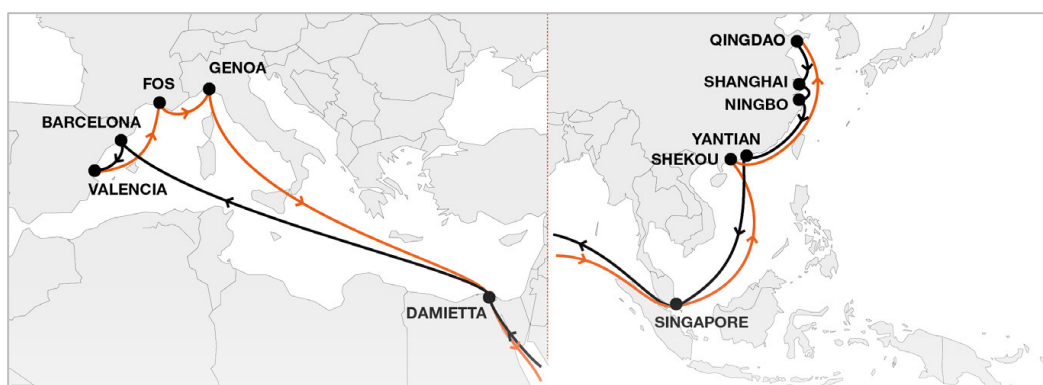 GENOA
FOS
BARCELONA
VALENCIA
DAMIETTA
QINGDAO
SHANGHAI
NINGBO
YANTIAN
SHEKOU
SINGAPORE